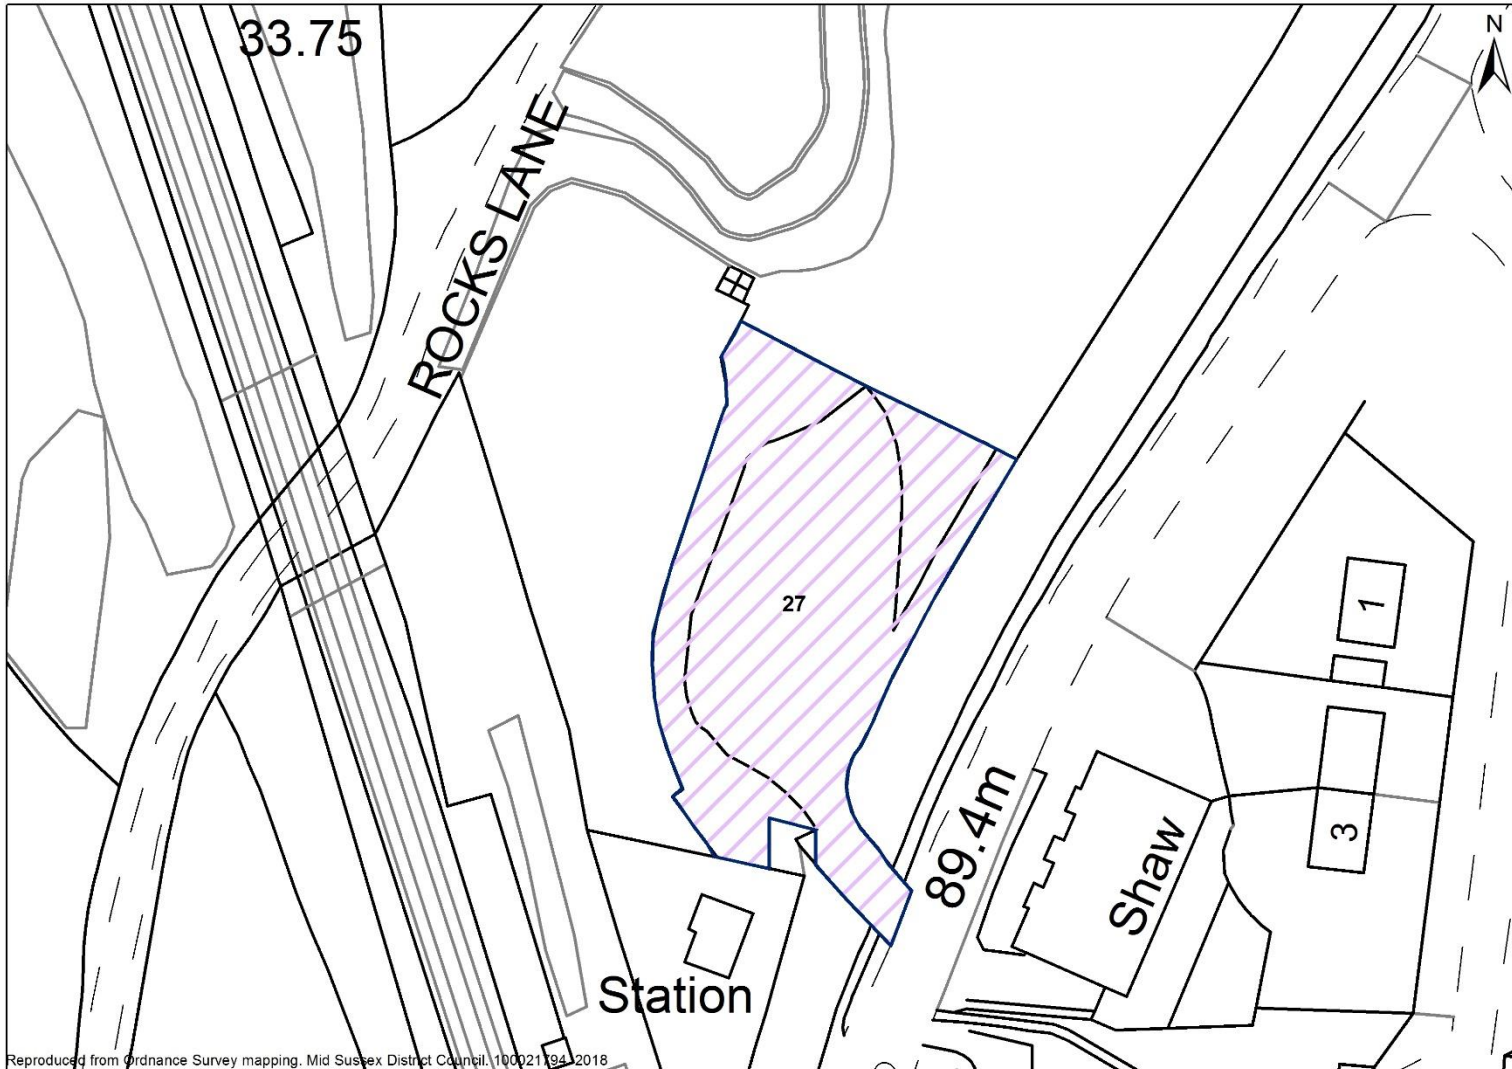 33.75
N
ROCKS LANE
27
1
3
89.4m
Shaw
Station
Reproduced from Ordnance Survey mapping. Mid Sussex District Council. 100021794 2018